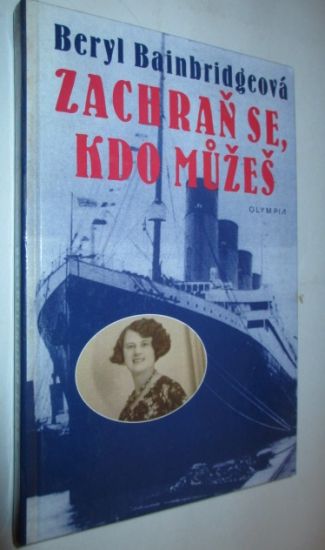 Beryl Bainbridgeová
ZACHRAŇ SE,
KDO MŮŽEŠ
OLYMPIA